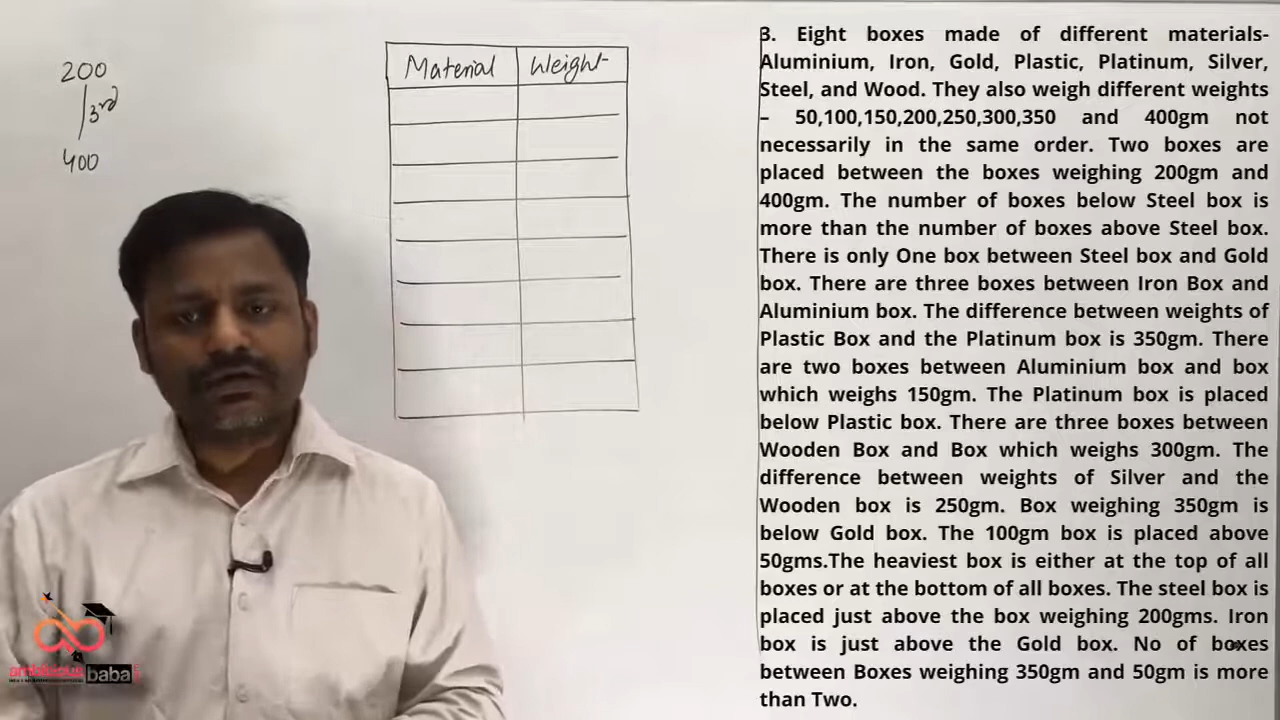 200
3rd
400
Material Weight
3. Eight boxes made of different materials-
Aluminium, Iron, Gold, Plastic, Platinum, Silver,
Steel, and Wood. They also weigh different weights
– 50,100,150,200,250,300,350 and 400gm not
necessarily in the same order. Two boxes are
placed between the boxes weighing 200gm and
400gm. The number of boxes below Steel box is
more than the number of boxes above Steel box.
There is only One box between Steel box and Gold
box. There are three boxes between Iron Box and
Aluminium box. The difference between weights of
Plastic Box and the Platinum box is 350gm. There
are two boxes between Aluminium box and box
which weighs 150gm. The Platinum box is placed
below Plastic box. There are three boxes between
Wooden Box and Box which weighs 300gm. The
difference between weights of Silver and the
Wooden box is 250gm. Box weighing 350gm is
below Gold box. The 100gm box is placed above
50gms.The heaviest box is either at the top of all
boxes or at the bottom of all boxes. The steel box is
placed just above the box weighing 200gms. Iron
box is just above the Gold box. No of boxes
between Boxes weighing 350gm and 50gm is more
than Two.
ambitious baba